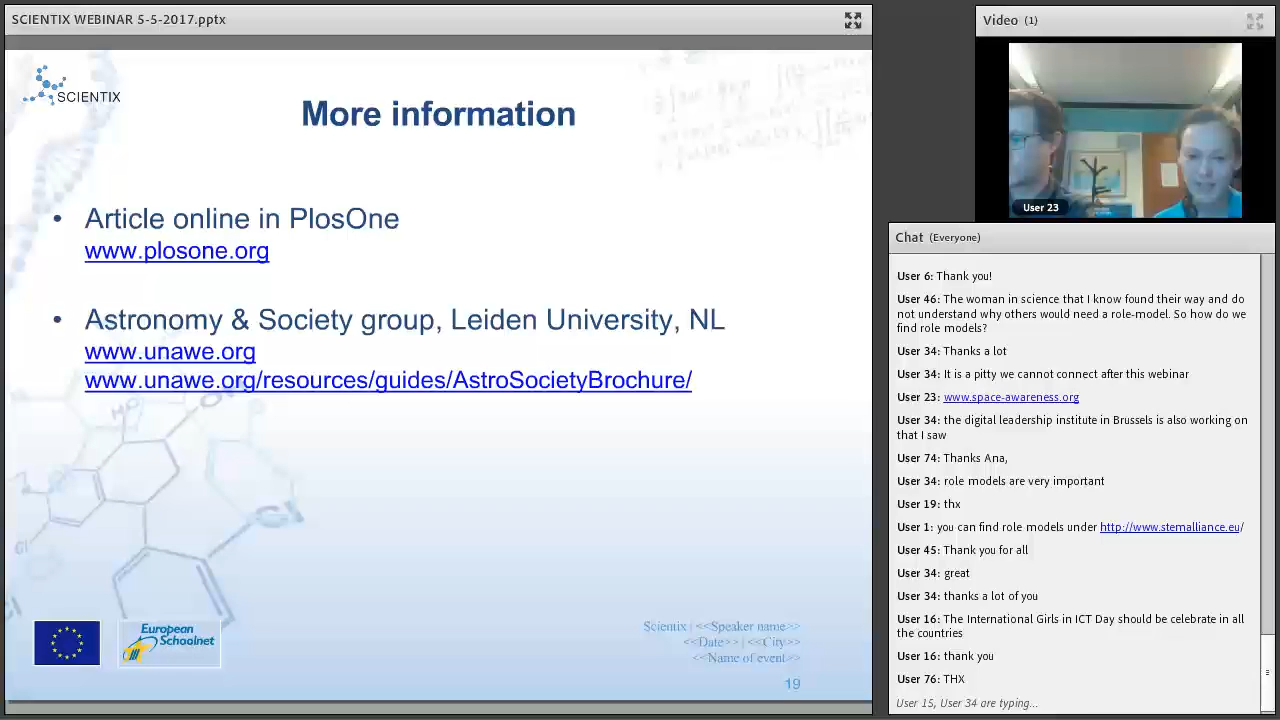 SCIENTIX WEBINAR 5-5-2017.pptx
SCIENTIX
More information
• Article online in PlosOne
www.plosone.org
• Astronomy & Society group, Leiden University, NL
www.unawe.org
www.unawe.org/resources/guides/AstroSocietyBrochure/
European
Schoolnet
Scientix | <<Speaker name>>
<<Date>> | <<City>>
<<Name of event>>
19
Video (1)
User 23
Chat (Everyone)
User 6: Thank you!
User 46: The woman in science that I know found their way and do
not understand why others would need a role-model. So how do we
find role models?
User 34: Thanks a lot
User 34: It is a pitty we cannot connect after this webinar
User 23: www.space-awareness.org
User 34: the digital leadership institute in Brussels is also working on
that I saw
User 74: Thanks Ana,
User 34: role models are very important
User 19: thx
User 1: you can find role models under http://www.stemalliance.eu/
User 45: Thank you for all
User 34: great
User 34: thanks a lot of you
User 16: The International Girls in ICT Day should be celebrate in all
the countries
User 16: thank you
User 76: THX
User 15, User 34 are typing...